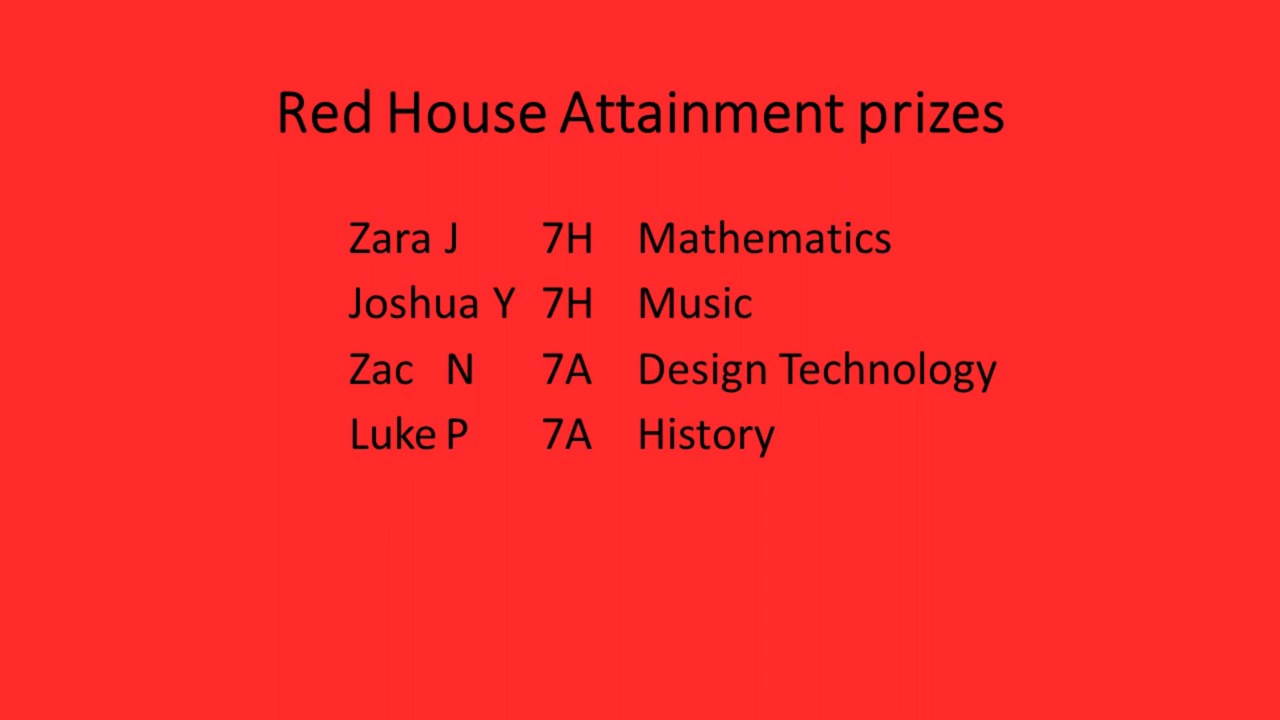 Red House Attainment prizes
Zara J 7H Mathematics
Joshua Y 7H Music
Zac N 7A Design Technology
Luke P 7A History